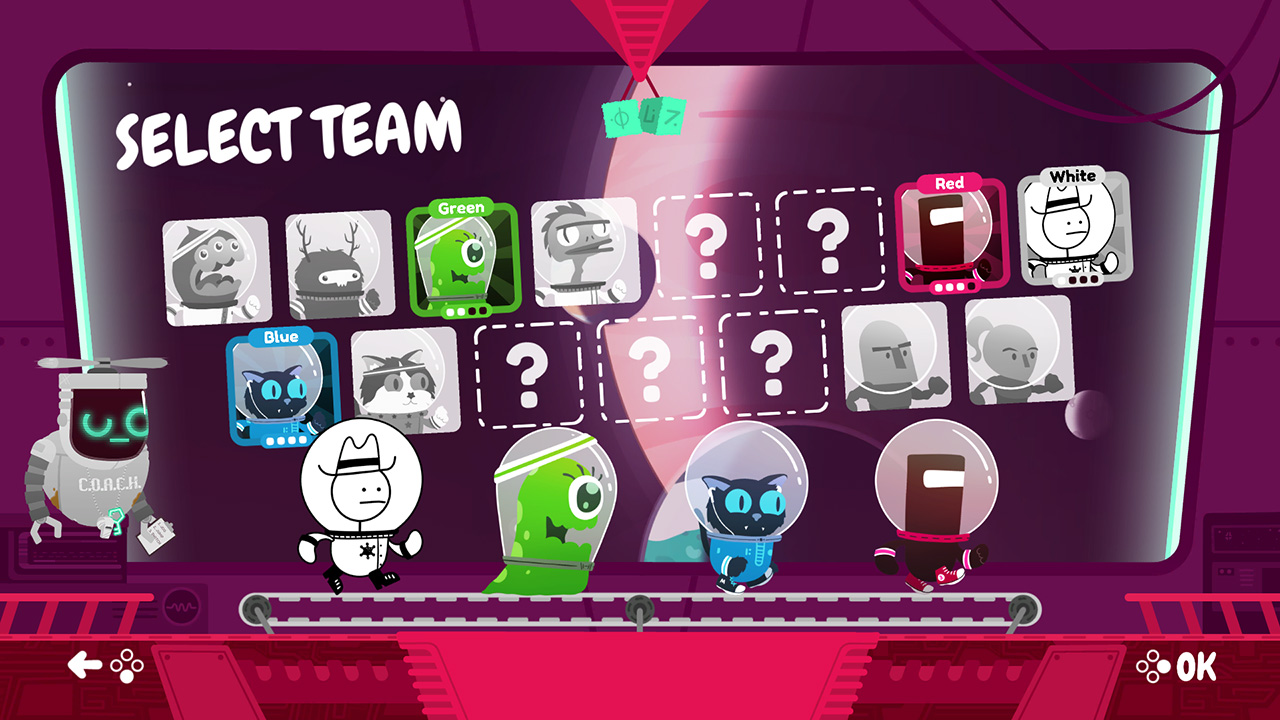 SELECT TEAM
Green
Red
White
?
?
Blue
?
?
?
C.O.A.C.H.
OK